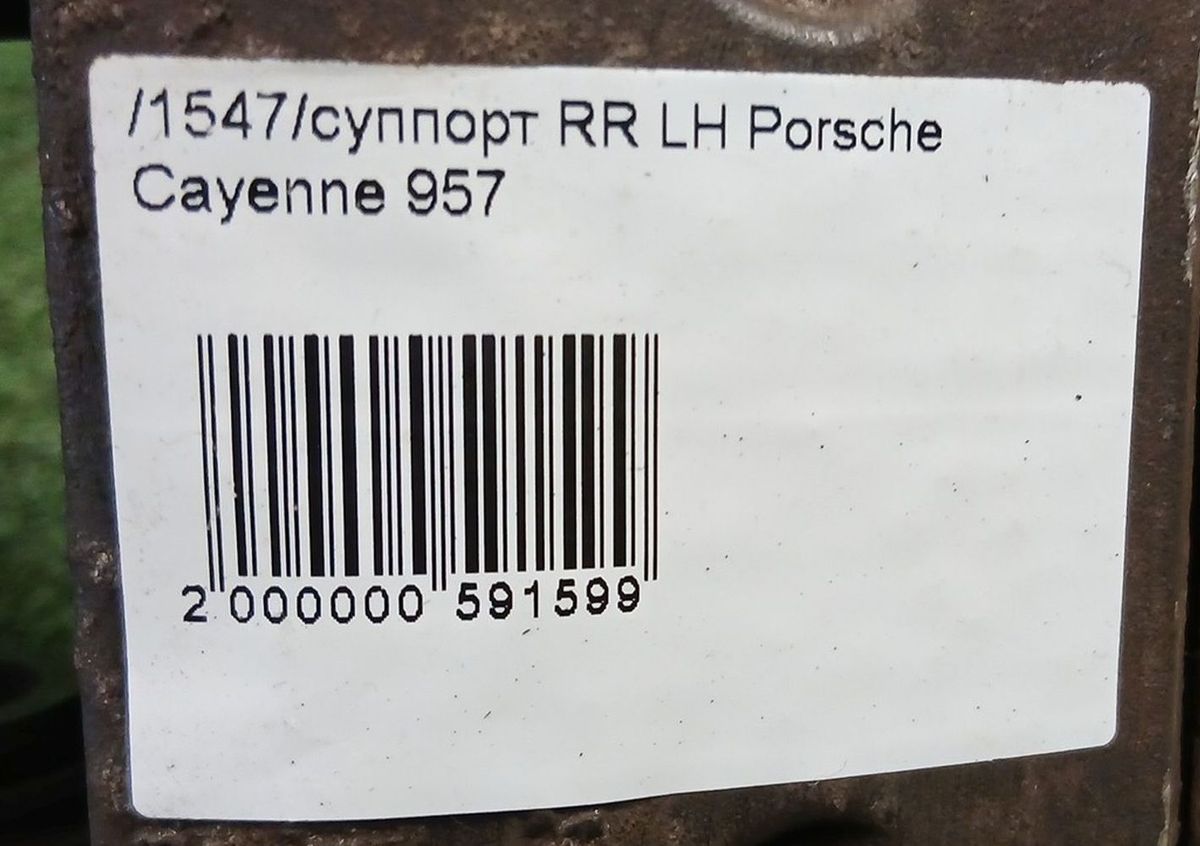 /1547/суппорт RR LH Porsche
Cayenne 957
2 000000 591599